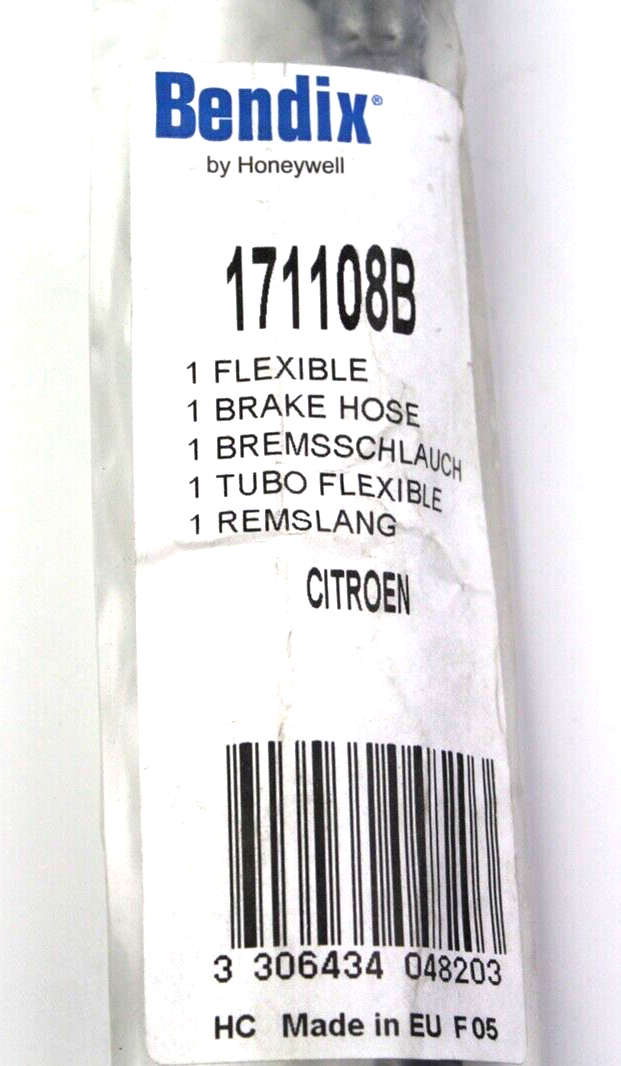 Bendix®
by Honeywell
171108B
1 FLEXIBLE
1 BRAKE HOSE
1 BREMSSCHLAUCH
1 TUBO FLEXIBLE
1 REMSLANG
CITROEN
3 306434 048203
HC Made in EU F 05